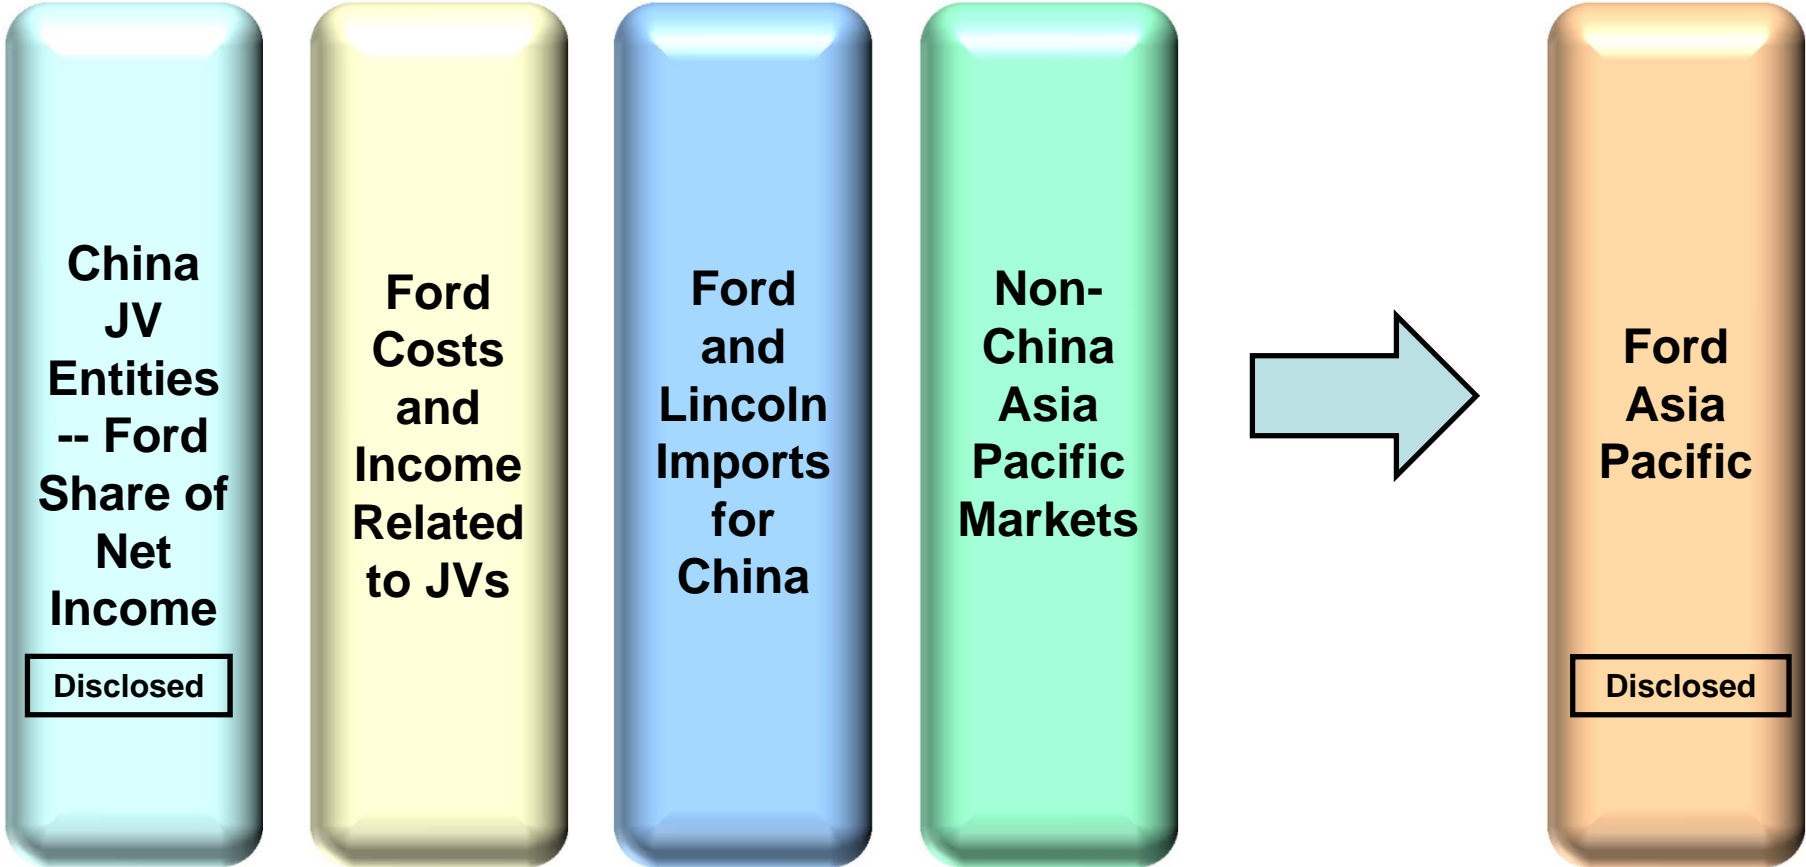 China
JV
Entities
-- Ford
Share of
Net
Income
Disclosed
Ford
Costs
and
Income
Related
to JVs
Ford
and
Lincoln
Imports
for
China
Non-
China
Asia
Pacific
Markets
Ford
Asia
Pacific
Disclosed